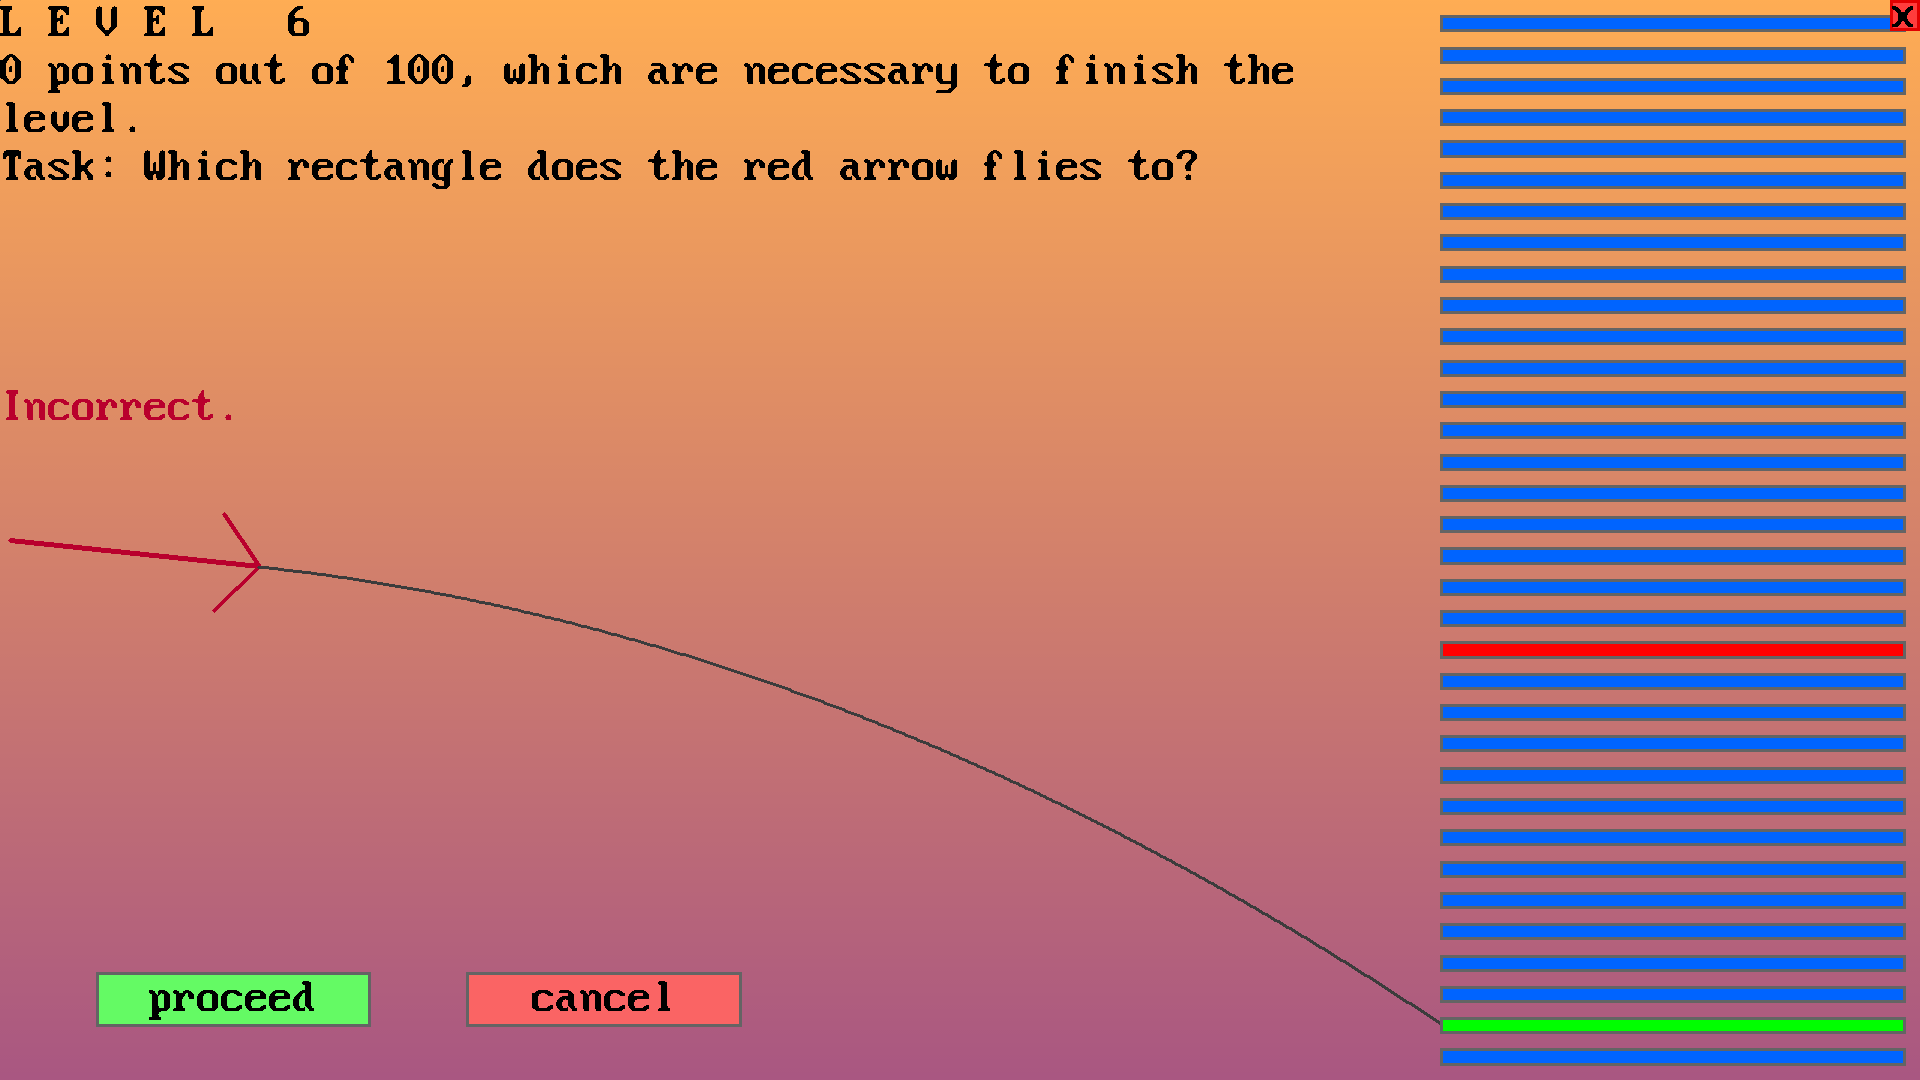 L E V E L  6
X
0 points out of 100, which are necessary to finish the
level.
Task: Which rectangle does the red arrow flies to?
Incorrect.
proceed
cancel